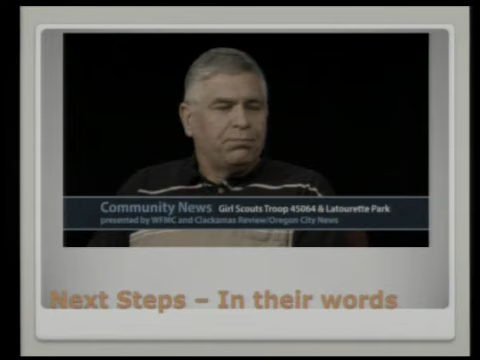 Community News Girl Scouts Troop 45064 & Latourette Park
presented by WFMC and Clackamas Review/Oregon City News
Next Steps – In their words